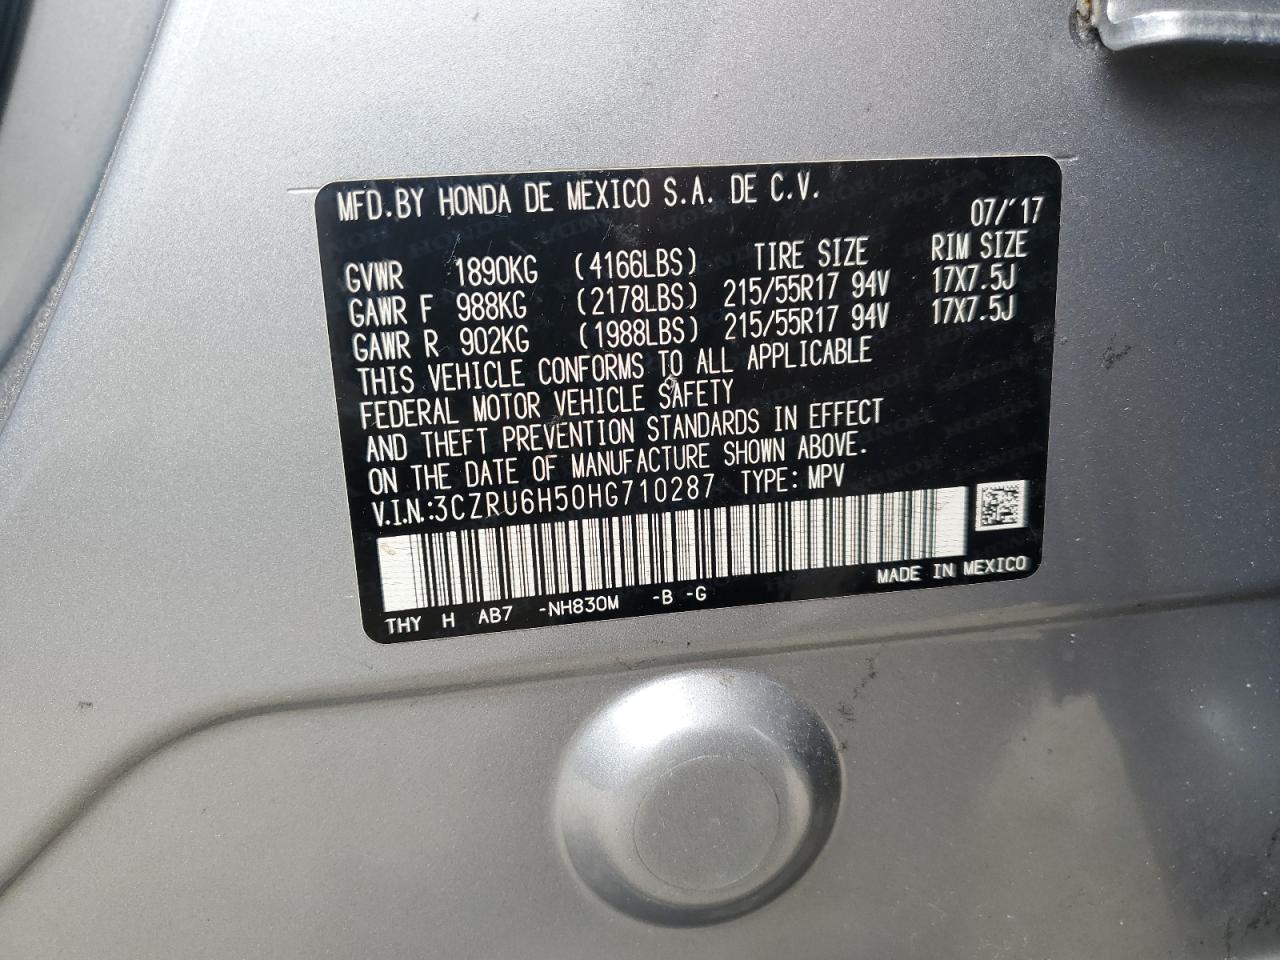 MFD.BY HONDA DE MEXICO S.A. DE C.V.
07/'17
GVWR 1890KG (4166LBS) TIRE SIZE RIM SIZE
GAWR F 988KG (2178LBS) 215/55R17 94V 17X7.5J
GAWR R 902KG (1988LBS) 215/55R17 94V 17X7.5J
THIS VEHICLE CONFORMS TO ALL APPLICABLE
FEDERAL MOTOR VEHICLE SAFETY
AND THEFT PREVENTION STANDARDS IN EFFECT
ON THE DATE OF MANUFACTURE SHOWN ABOVE.
V.I.N.:3CZRU6H50HG710287 TYPE: MPV
MADE IN MEXICO
THY H AB7 -NH830M -B -G